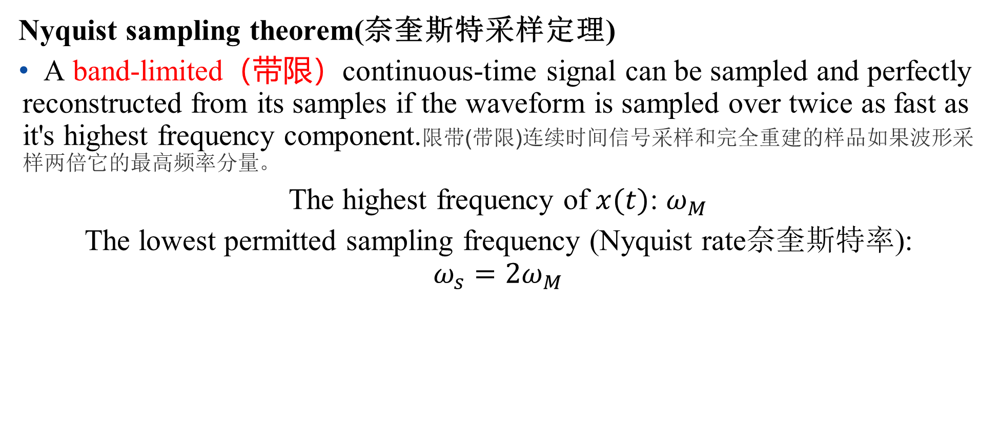 Nyquist sampling theorem(奈奎斯特采样定理)
• A band-limited（带限）continuous-time signal can be sampled and perfectly
reconstructed from its samples if the waveform is sampled over twice as fast as
it's highest frequency component.限带(带限)连续时间信号采样和完全重建的样品如果波形采
样两倍它的最高频率分量。
The highest frequency of x(t): ω_M
The lowest permitted sampling frequency (Nyquist rate奈奎斯特率):
ω_s = 2ω_M